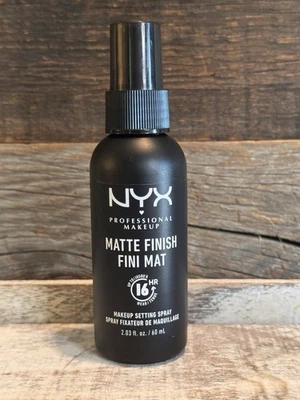 NYX
PROFESSIONAL
MAKEUP
MATTE FINISH
FINI MAT
16 HR
MAKEUP SETTING SPRAY
SPRAY FIXATEUR DE MAQUILLAGE
2.03 fl. oz. / 60 mL